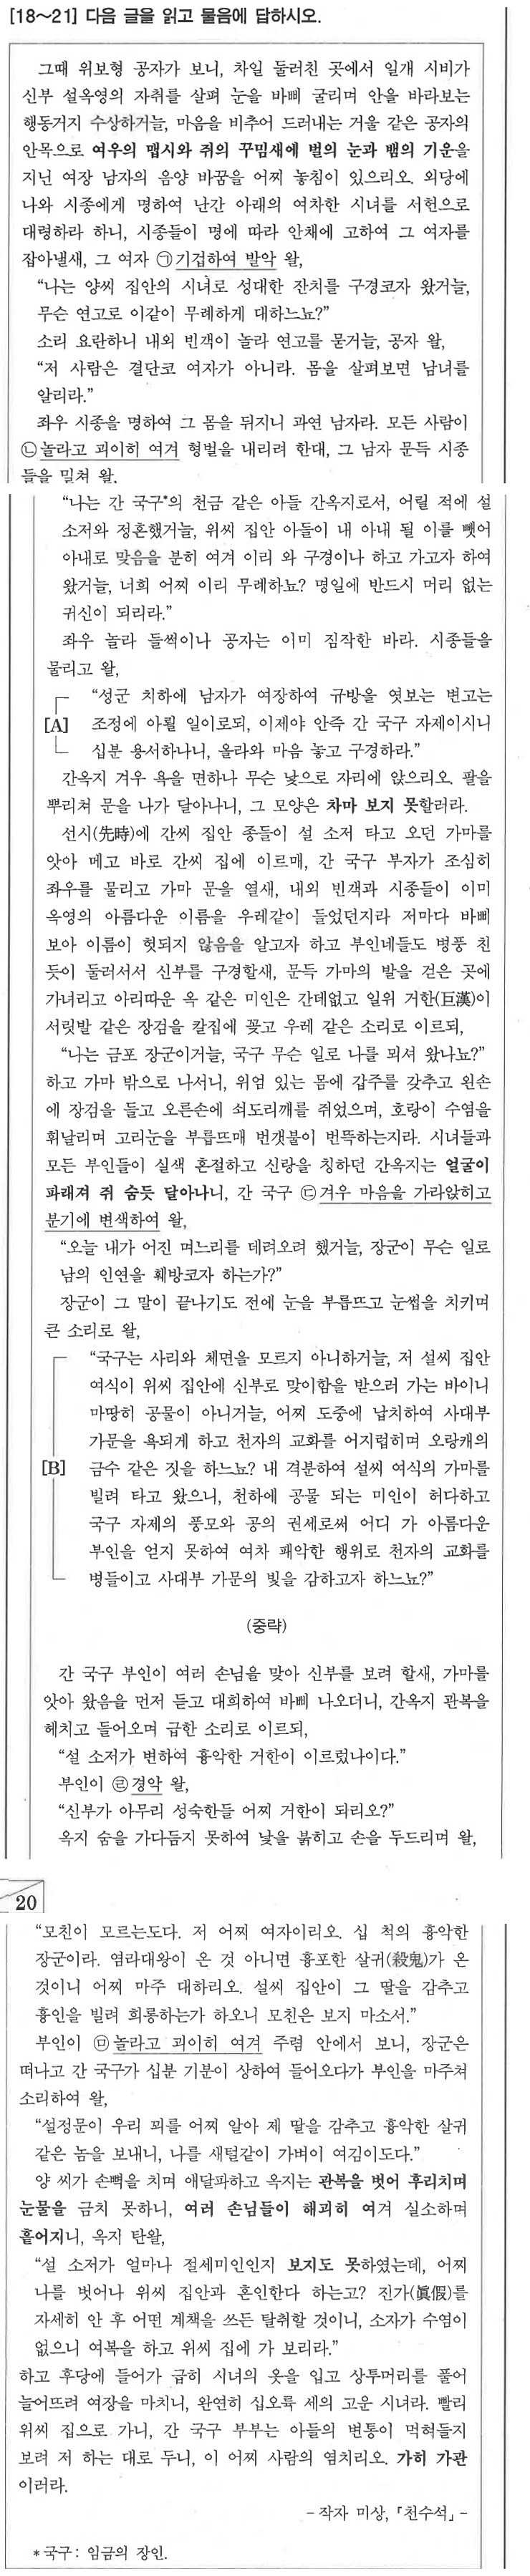 [18~21] 다음 글을 읽고 물음에 답하시오.
그때 위보형 공자가 보니, 차일 둘러친 곳에서 일개 시비가
신부 설옥영의 자취를 살펴 눈을 바삐 굴리며 안을 바라보는
행동거지 수상하거늘, 마음을 비추어 드러내는 거울 같은 공자의
안목으로 여우의 맵시와 쥐의 꾸밈새에 벌의 눈과 뱀의 기운을
지닌 여장 남자의 음양 바꿈을 어찌 놓침이 있으리오. 외당에
나와 시종에게 명하여 난간 아래의 여차한 시녀를 서헌으로
대령하라 하니, 시종들이 명에 따라 안채에 고하여 그 여자를
잡아낼새, 그 여자 ㉠기겁하여 발악 왈,
“나는 양씨 집안의 시녀로 성대한 잔치를 구경코자 왔거늘,
무슨 연고로 이같이 무례하게 대하느뇨?”
소리 요란하니 내외 빈객이 놀라 연고를 묻거늘, 공자 왈,
“저 사람은 결단코 여자가 아니라. 몸을 살펴보면 남녀를
알리라.”
좌우 시종을 명하여 그 몸을 뒤지니 과연 남자라. 모든 사람이
㉡놀라고 괴이히 여겨 형벌을 내리려 한대, 그 남자 문득 시종
들을 밀쳐 왈,
“나는 간 국구*의 천금 같은 아들 간옥지로서, 어릴 적에 설
소저와 정혼했거늘, 위씨 집안 아들이 내 아내 될 이를 뺏어
아내로 맞음을 분히 여겨 이리 와 구경이나 하고 가고자 하여
왔거늘, 너희 어찌 이리 무례하뇨? 명일에 반드시 머리 없는
귀신이 되리라.”
좌우 놀라 들썩이나 공자는 이미 짐작한 바라. 시종들을
물리고 왈,
“성군 치하에 남자가 여장하여 규방을 엿보는 변고는
[A] 조정에 아뢸 일이로되, 이제야 안즉 간 국구 자제이시니
십분 용서하나니, 올라와 마음 놓고 구경하라.”
간옥지 겨우 욕을 면하나 무슨 낯으로 자리에 앉으리오. 팔을
뿌리쳐 문을 나가 달아나니, 그 모양은 차마 보지 못할러라.
선시(先時)에 간씨 집안 종들이 설 소저 타고 오던 가마를
앗아 메고 바로 간씨 집에 이르매, 간 국구 부자가 조심히
좌우를 물리고 가마 문을 열새, 내외 빈객과 시종들이 이미
옥영의 아름다운 이름을 우레같이 들었던지라 저마다 바삐
보아 이름이 헛되지 않음을 알고자 하고 부인네들도 병풍 친
듯이 둘러서서 신부를 구경할새, 문득 가마의 발을 걷은 곳에
가녀리고 아리따운 옥 같은 미인은 간데없고 일위 거한(巨漢)이
서릿발 같은 장검을 칼집에 꽂고 우레 같은 소리로 이르되,
“나는 금포 장군이거늘, 국구 무슨 일로 나를 꾀셔 왔나뇨?”
하고 가마 밖으로 나서니, 위엄 있는 몸에 갑주를 갖추고 왼손
에 장검을 들고 오른손에 쇠도리깨를 쥐었으며, 호랑이 수염을
휘날리며 고리눈을 부릅뜨매 번갯불이 번뜩하는지라. 시녀들과
모든 부인들이 실색 혼절하고 신랑을 칭하던 간옥지는 얼굴이
파래져 쥐 숨듯 달아나니, 간 국구 ㉢겨우 마음을 가라앉히고
분기에 변색하여 왈,
“오늘 내가 어진 며느리를 데려오려 했거늘, 장군이 무슨 일로
남의 인연을 훼방코자 하는가?”
장군이 그 말이 끝나기도 전에 눈을 부릅뜨고 눈썹을 치키며
큰 소리로 왈,
“국구는 사리와 체면을 모르지 아니하거늘, 저 설씨 집안
여식이 위씨 집안에 신부로 맞이함을 받으러 가는 바이니
마땅히 공물이 아니거늘, 어찌 도중에 납치하여 사대부
가문을 욕되게 하고 천자의 교화를 어지럽히며 오랑캐의
[B] 금수 같은 짓을 하느뇨? 내 격분하여 설씨 여식의 가마를
빌려 타고 왔으니, 천하에 공물 되는 미인이 허다하고
국구 자제의 풍모와 공의 권세로써 어디 가 아름다운
부인을 얻지 못하여 여차 패악한 행위로 천자의 교화를
병들이고 사대부 가문의 빛을 감하고자 하느뇨?”
(중략)
간 국구 부인이 여러 손님을 맞아 신부를 보려 할새, 가마를
앗아 왔음을 먼저 듣고 대희하여 바삐 나오더니, 간옥지 관복을
헤치고 들어오며 급한 소리로 이르되,
“설 소저가 변하여 흉악한 거한이 이르렀나이다.”
부인이 ㉣경악 왈,
“신부가 아무리 성숙한들 어찌 거한이 되리오?”
옥지 숨을 가다듬지 못하여 낯을 붉히고 손을 두드리며 왈,
20
“모친이 모르는도다. 저 어찌 여자이리오. 십 척의 흉악한
장군이라. 염라대왕이 온 것 아니면 흉포한 살귀(殺鬼)가 온
것이니 어찌 마주 대하리오. 설씨 집안이 그 딸을 감추고
흉인을 빌려 희롱하는가 하오니 모친은 보지 마소서.”
부인이 ㉤놀라고 괴이히 여겨 주렴 안에서 보니, 장군은
떠나고 간 국구가 십분 기분이 상하여 들어오다가 부인을 마주쳐
소리하여 왈,
“설정문이 우리 꾀를 어찌 알아 제 딸을 감추고 흉악한 살귀
같은 놈을 보내니, 나를 새털같이 가벼이 여김이도다.”
양 씨가 손뼉을 치며 애달파하고 옥지는 관복을 벗어 후리치며
눈물을 금치 못하니, 여러 손님들이 해괴히 여겨 실소하며
흩어지니, 옥지 탄왈,
“설 소저가 얼마나 절세미인인지 보지도 못하였는데, 어찌
나를 벗어나 위씨 집안과 혼인한다 하는고? 진가(眞假)를
자세히 안 후 어떤 계책을 쓰든 탈취할 것이니, 소자가 수염이
없으니 여복을 하고 위씨 집에 가 보리라.”
하고 후당에 들어가 급히 시녀의 옷을 입고 상투머리를 풀어
늘어뜨려 여장을 마치니, 완연히 십오륙 세의 고운 시녀라. 빨리
위씨 집으로 가니, 간 국구 부부는 아들의 변통이 먹혀들지
보려 저 하는 대로 두니, 이 어찌 사람의 염치리오. 가히 가관
이러라.
- 작자 미상, 「천수석」 -
*국구: 임금의 장인.